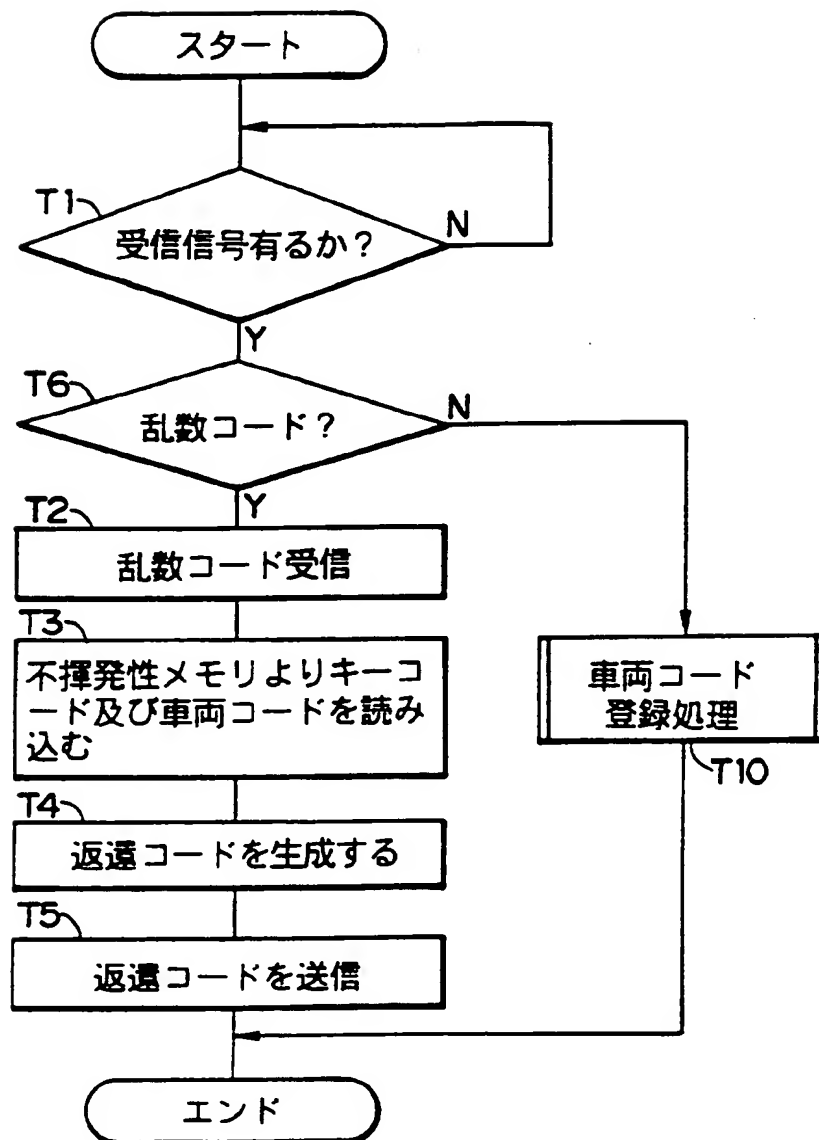 スタート
T1
受信信号有るか?
N
Y
T6
乱数コード?
N
Y
T2
乱数コード受信
T3
不揮発性メモリよりキーコ
ード及び車両コードを読み
込む
車両コード
登録処理
T10
T4
返還コードを生成する
T5
返還コードを送信
エンド